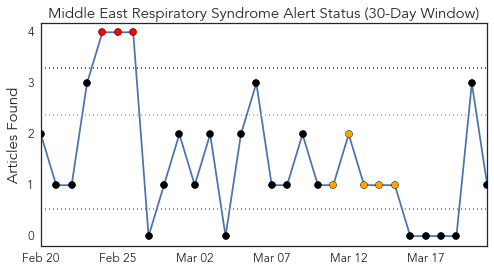 Middle East Respiratory Syndrome Alert Status (30-Day Window)
Articles Found
4
3
2
1
0
Feb 20 Feb 25 Mar 02 Mar 07 Mar 12 Mar 17